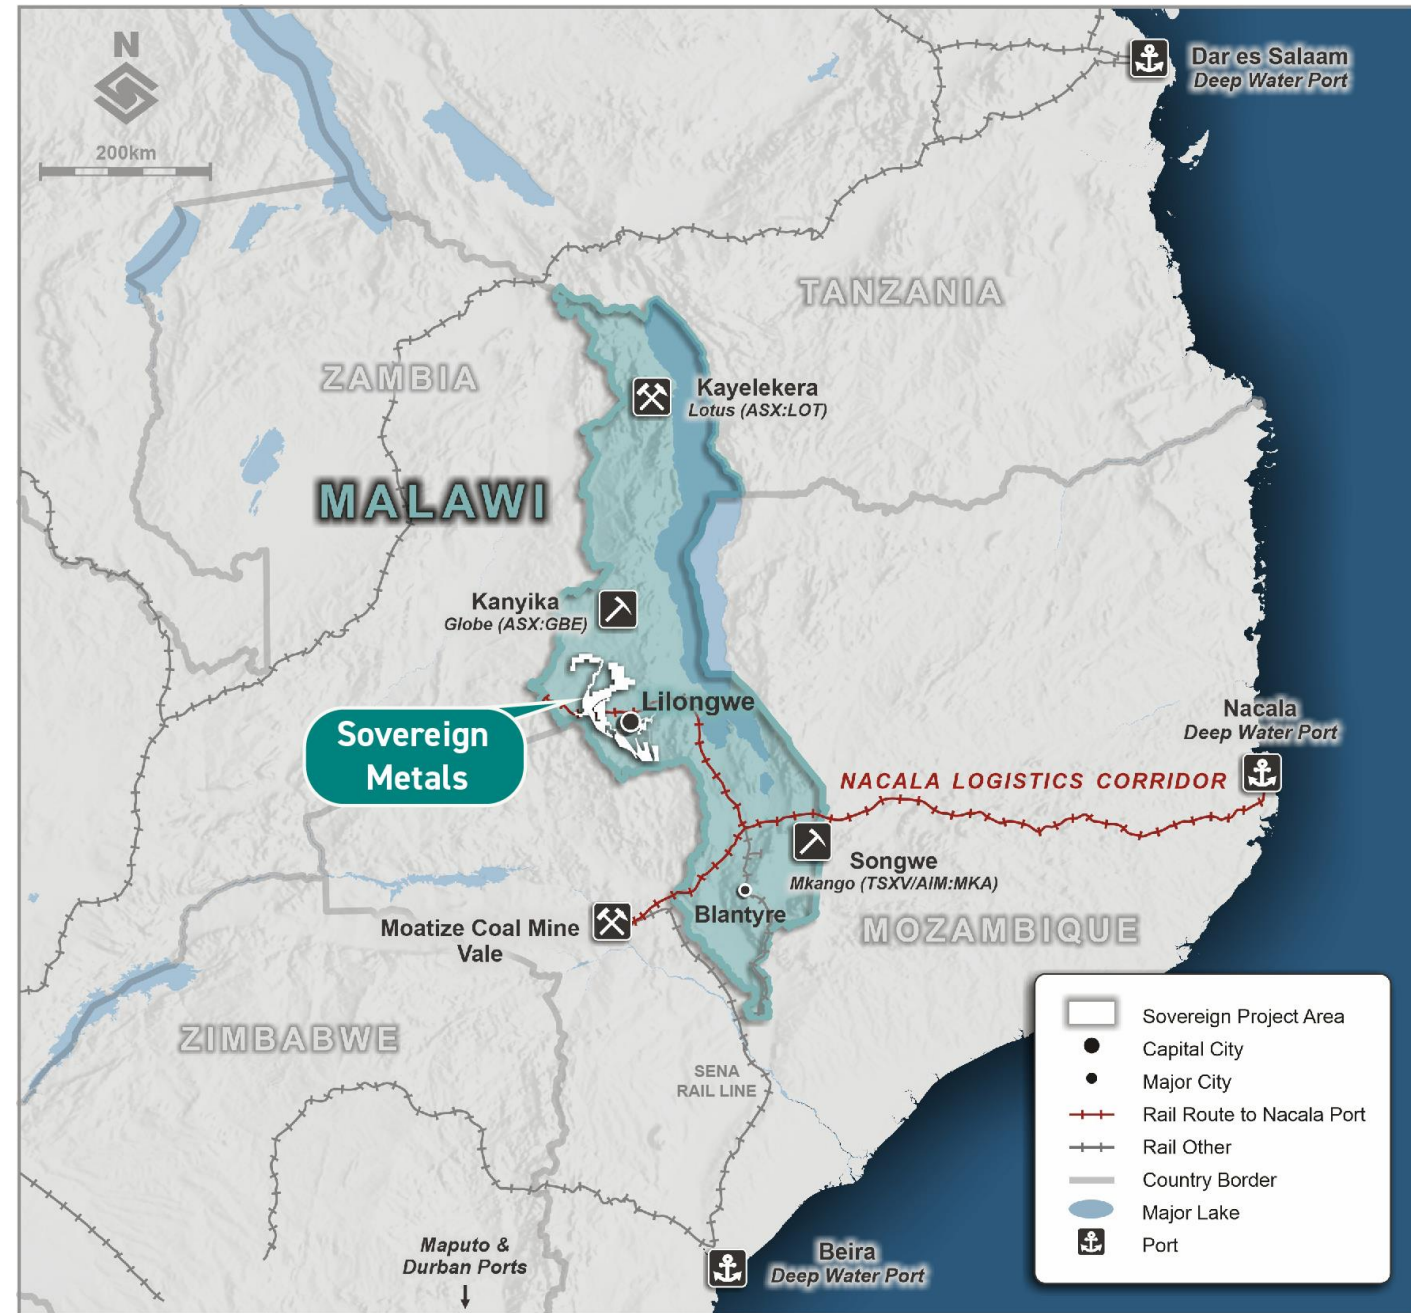 N
200km
Dar es Salaam
Deep Water Port
TANZANIA
ZAMBIA
Kayelekera
Lotus (ASX:LOT)
MALAWI
Kanyika
Globe (ASX:GBE)
Lilongwe
Sovereign
Metals
Nacala
Deep Water Port
NACALA LOGISTICS CORRIDOR
Songwe
Mkango (TSXV/AIM:MKA)
Blantyre
Moatize Coal Mine
Vale
MOZAMBIQUE
ZIMBABWE
SENA
RAIL LINE
Maputo &
Durban Ports
Beira
Deep Water Port
Sovereign Project Area
Capital City
Major City
Rail Route to Nacala Port
Rail Other
Country Border
Major Lake
Port